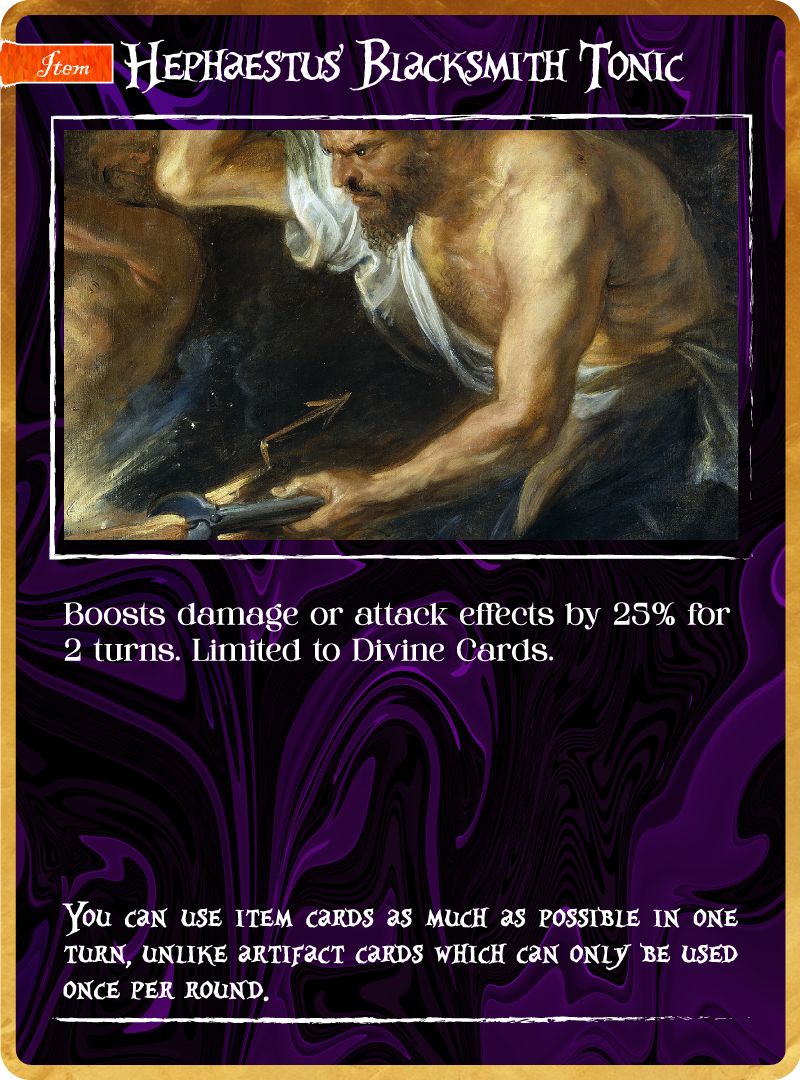 Item
Hephaestus' Blacksmith Tonic
Boosts damage or attack effects by 25% for
2 turns. Limited to Divine Cards.
You can use item cards as much as possible in one
turn, unlike artifact cards which can only be used
once per round.